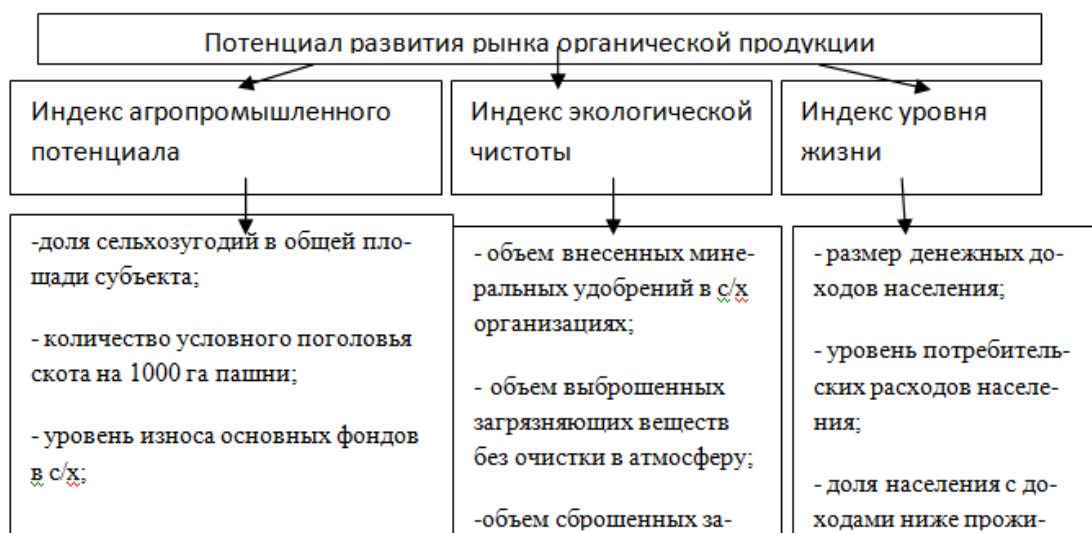 Потенциал развития рынка органической продукции
Индекс агропромышленного
потенциала
Индекс экологической
чистоты
Индекс уровня
жизни
-доля сельхозугодий в общей пло-
щади субъекта;
- количество условного поголовья
скота на 1000 га пашни;
- уровень износа основных фондов
в с/х;
- объем внесенных мине-
ральных удобрений в с/х
организациях;
- объем выброшенных
загрязняющих веществ
без очистки в атмосферу;
-объем сброшенных за-
- размер денежных до-
ходов населения;
- уровень потребитель-
ских расходов населе-
ния;
- доля населения с до-
ходами ниже прожи-